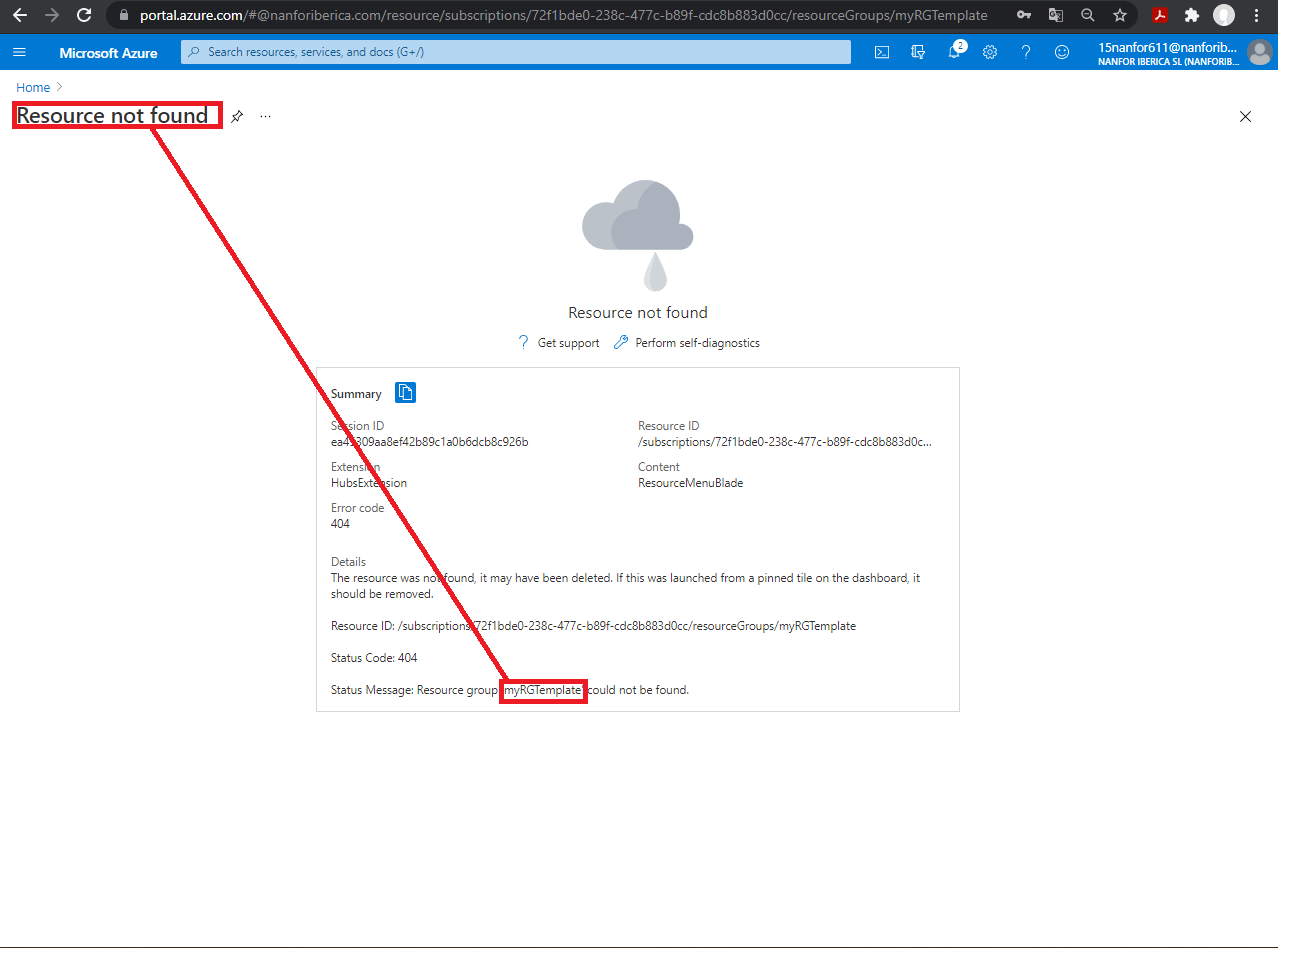 portal.azure.com/#@nanforiberica.com/resource/subscriptions/72f1bde0-238c-477c-b89f-cdc8b883d0cc/resourceGroups/myRGTemplate
Microsoft Azure
Search resources, services, and docs (G+/)
2
15nanfor611@nanforib...
NANFOR IBERICA SL (NANFORIB...
Home
Resource not found
Resource not found
Get support
Perform self-diagnostics
Summary
Session ID
Resource ID
/subscriptions/72f1bde0-238c-477c-b89f-cdc8b883d0c...
Extension
Content
HubsExtension
ResourceMenuBlade
Error code
404
Details
The resource was not found, it may have been deleted. If this was launched from a pinned tile on the dashboard, it
should be removed.
Resource ID: /subscriptions/72f1bde0-238c-477c-b89f-cdc8b883d0cc/resourceGroups/myRGTemplate
Status Code: 404
Status Message: Resource group 'myRGTemplate' could not be found.